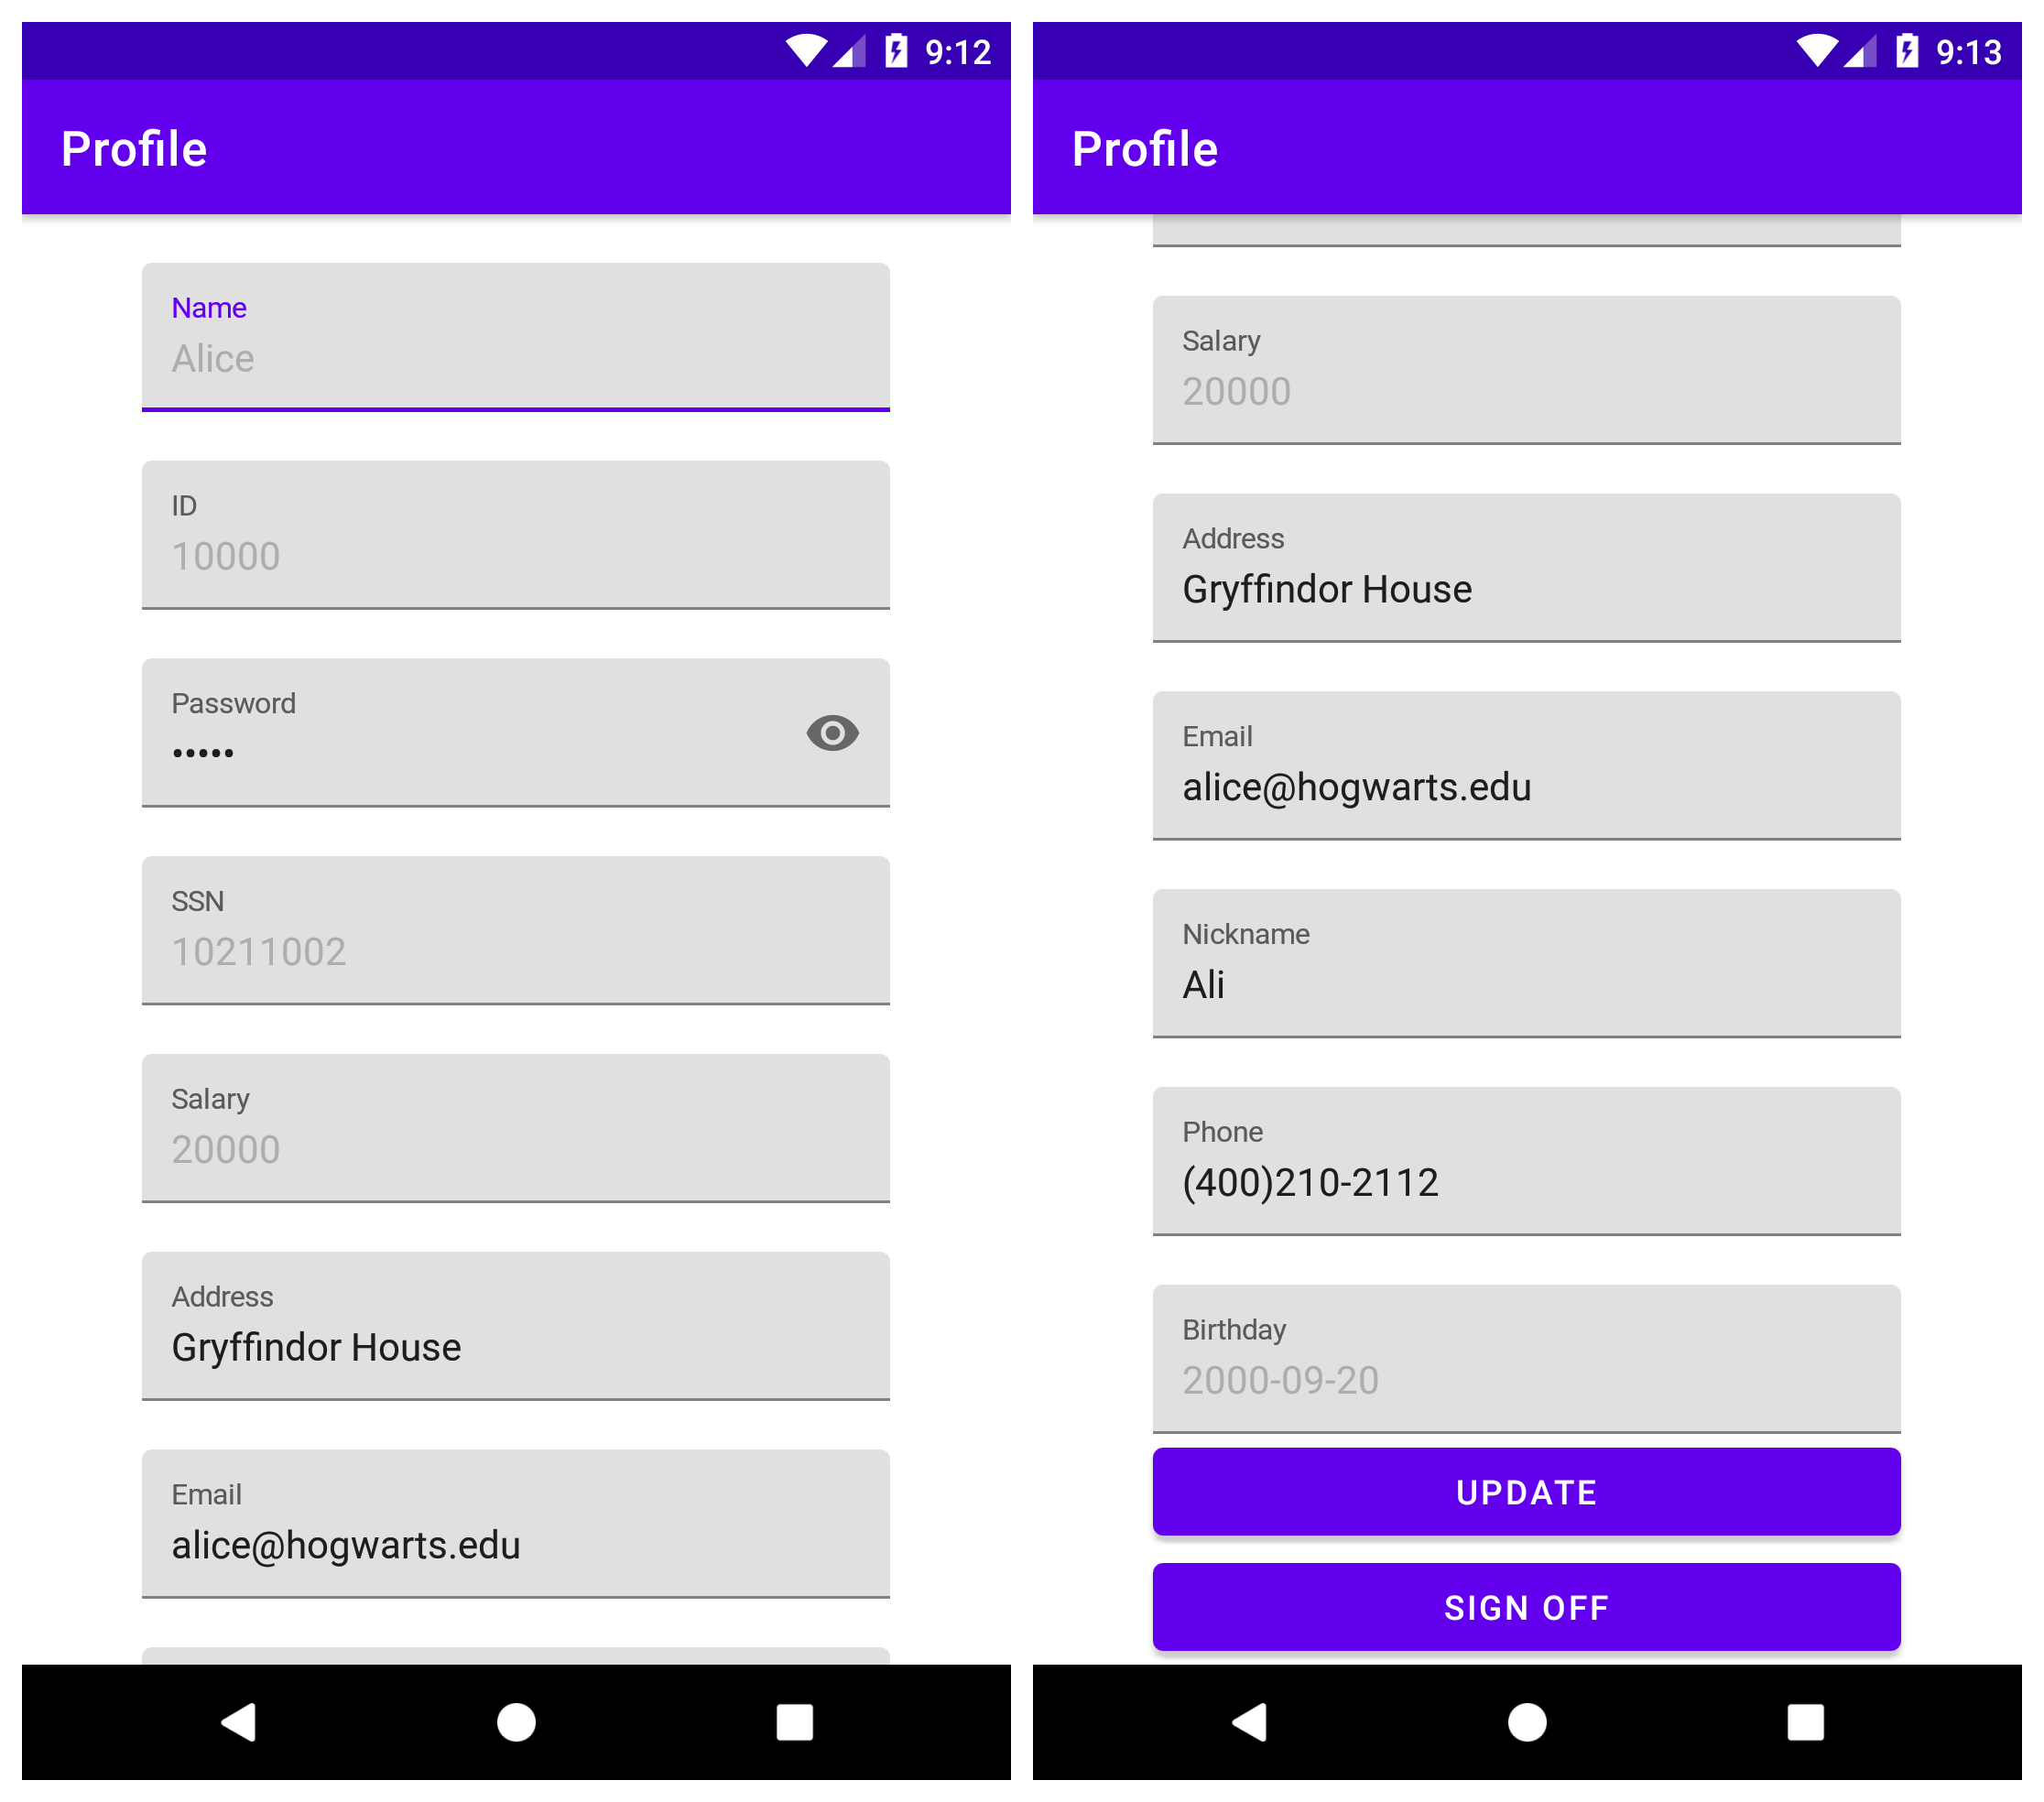 9:12
Profile
Name
Alice
ID
10000
Password
•••••
SSN
10211002
Salary
20000
Address
Gryffindor House
Email
alice@hogwarts.edu
9:13
Profile
Salary
20000
Address
Gryffindor House
Email
alice@hogwarts.edu
Nickname
Ali
Phone
(400)210-2112
Birthday
2000-09-20
UPDATE
SIGN OFF